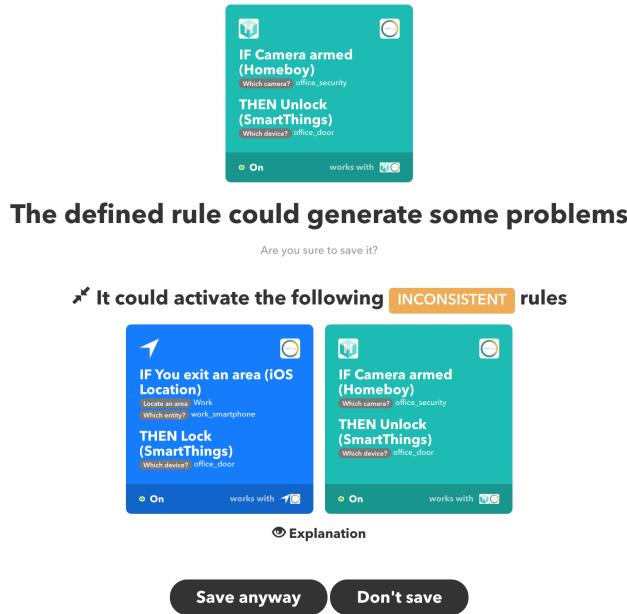 IF Camera armed
(Homeboy)
Which camera? office_security
THEN Unlock
(SmartThings)
Which device? office_door
On works with
The defined rule could generate some problems
Are you sure to save it?
It could activate the following INCONSISTENT rules
IF You exit an area (iOS
Location)
Locate an area Work
Which entity? work_smartphone
THEN Lock
(SmartThings)
Which device? office_door
On works with
IF Camera armed
(Homeboy)
Which camera? office_security
THEN Unlock
(SmartThings)
Which device? office_door
On works with
Explanation
Save anyway Don't save